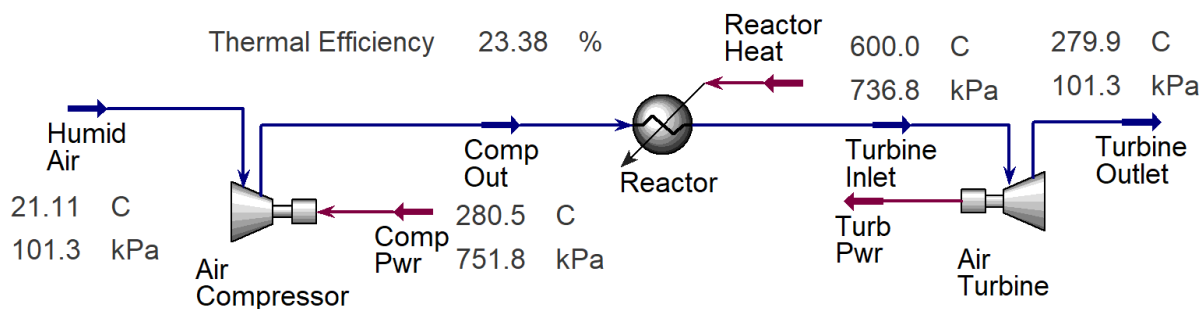 Thermal Efficiency 23.38 %
Reactor
Heat
600.0 C
736.8 kPa
279.9 C
101.3 kPa
Humid
Air
21.11 C
101.3 kPa
Air
Compressor
Comp
Pwr
Comp
Out
280.5 C
751.8 kPa
Reactor
Turbine
Inlet
Turb
Pwr
Air
Turbine
Turbine
Outlet